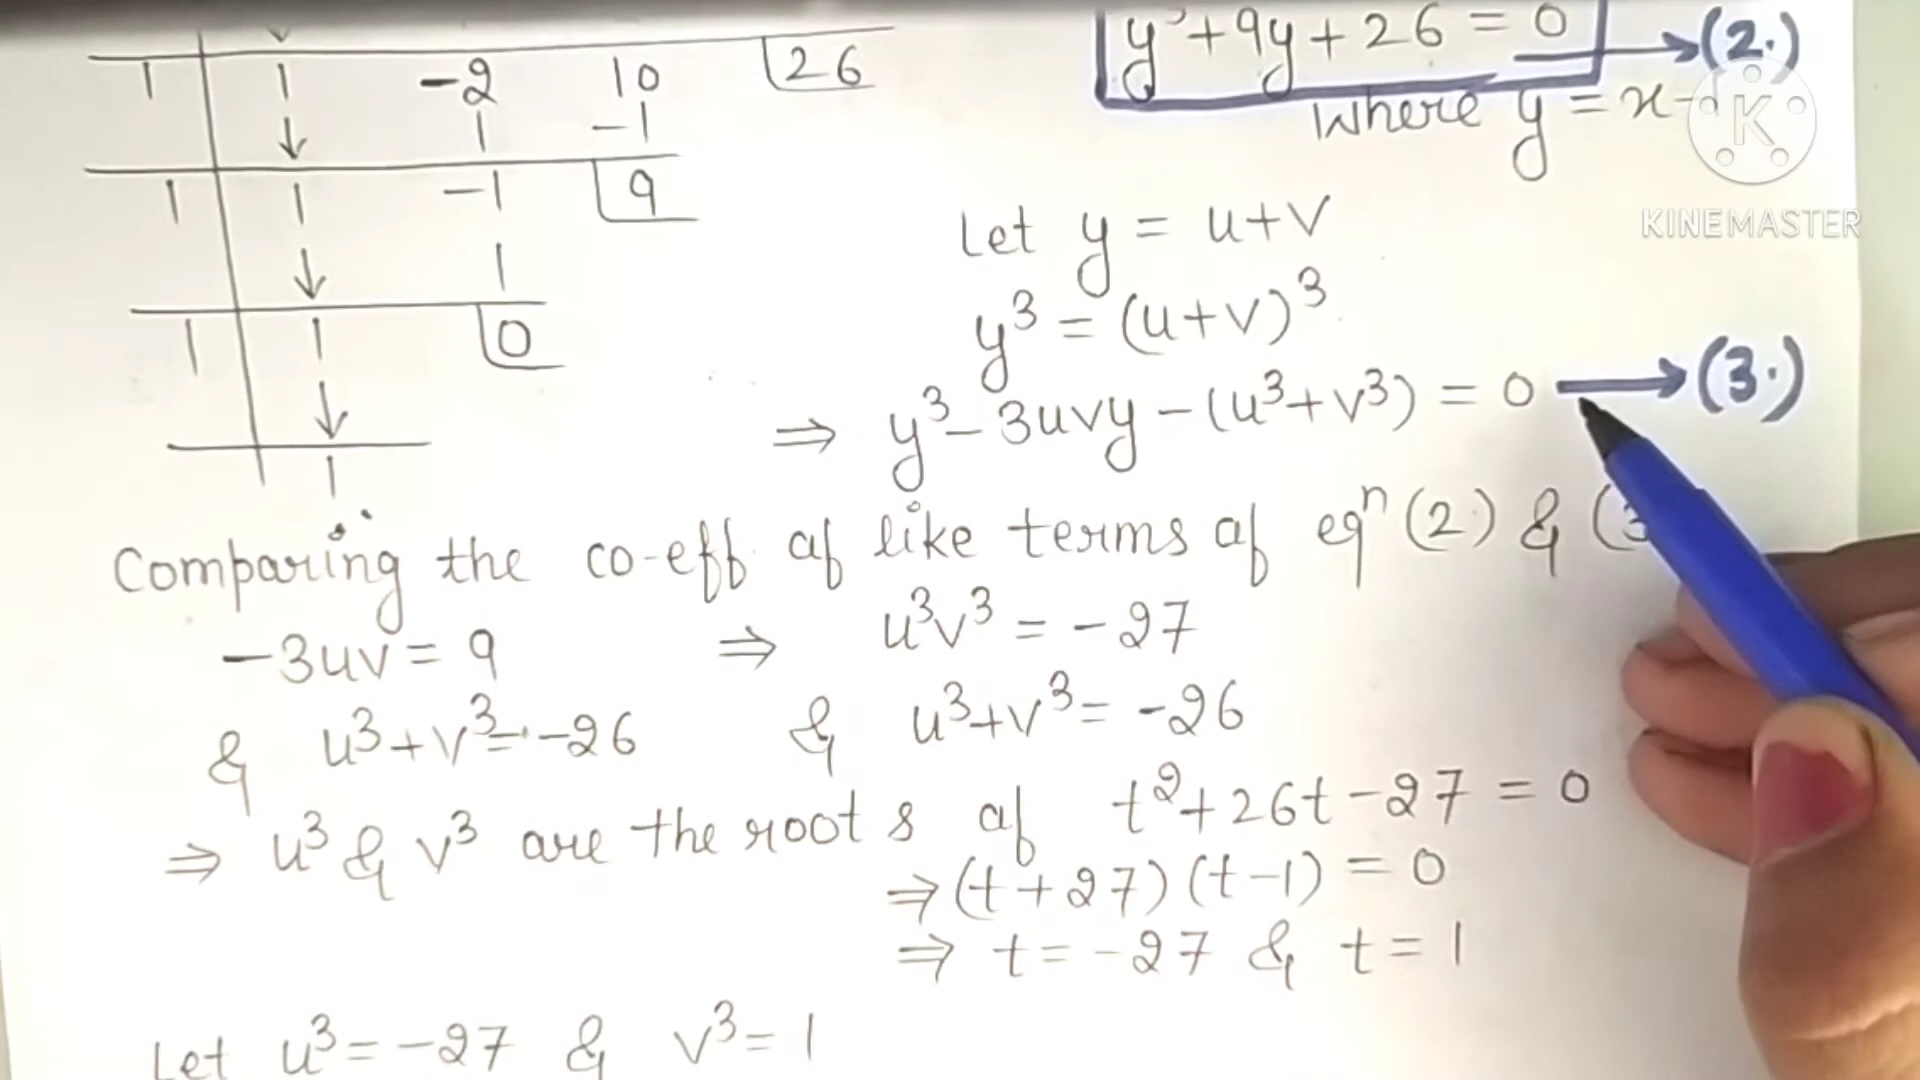 1 | 1 -2 10 26
1 -1
1 | 1 -1 9
1
1 | 1 0
1
y³+9y+26 = 0 → (2.)
Where y = x-1
K
KINEMASTER
Let y = u+v
y³ = (u+v)³
⇒ y³-3uvy-(u³+v³) = 0 → (3.)
Comparing the co-eff of like terms of eqⁿ (2) & (3
-3uv = 9 ⇒ u³v³ = -27
& u³+v³ = -26 & u³+v³ = -26
⇒ u³ & v³ are the roots of t²+26t-27 = 0
⇒ (t+27)(t-1) = 0
⇒ t = -27 & t = 1
Let u³ = -27 & v³ = 1